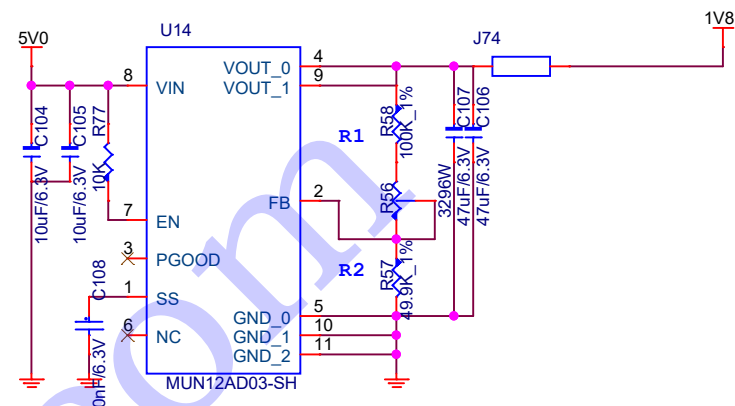 1V8
J74
5V0
U14
VOUT_0
4
VOUT_1
9
8
VIN
C104
10uF/6.3V
C105
10uF/6.3V
R77
10K
R1
R58
100K_1%
C107
47uF/6.3V
C106
47uF/6.3V
FB
2
R56
3296W
7
EN
3
PGOOD
R2
R57
49.9K_1%
C108
1
SS
GND_0
5
6
NC
GND_1
10
GND_2
11
MUN12AD03-SH